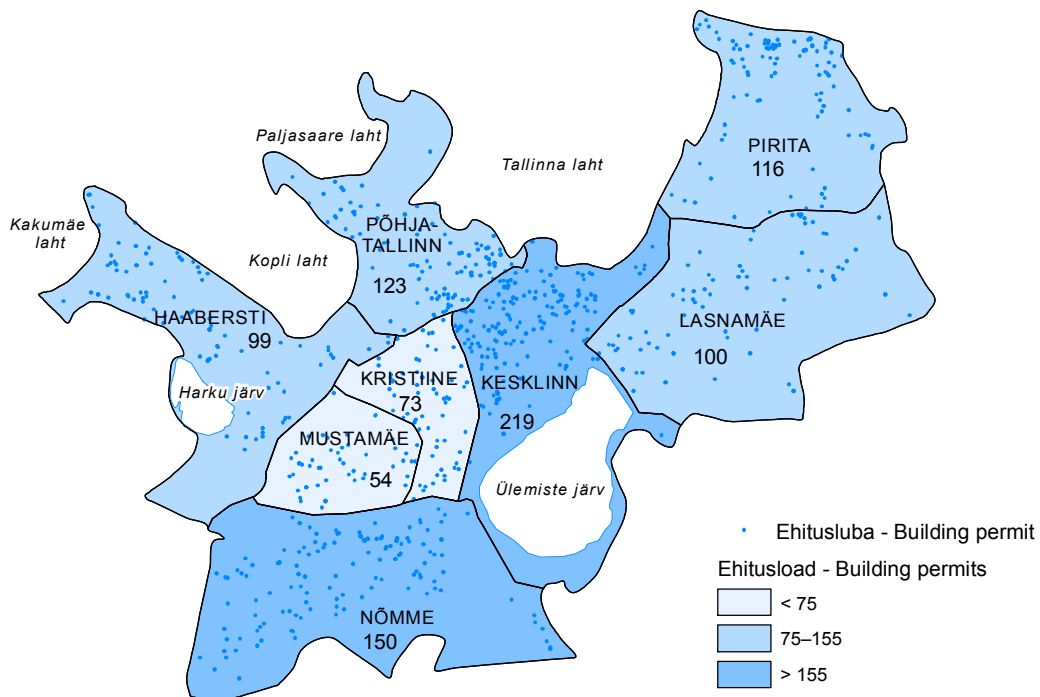 Paljasaare laht
Tallinna laht
PIRITA
116
Kakumäe
laht
PÕHJA-
TALLINN
Kopli laht
123
HAABERSTI
99
LASNAMÄE
100
KRISTIINE
73
KESKLINN
219
Harku järv
MUSTAMÄE
54
Ülemiste järv
NÕMME
150
Ehitusluba - Building permit
Ehitusload - Building permits
< 75
75–155
> 155